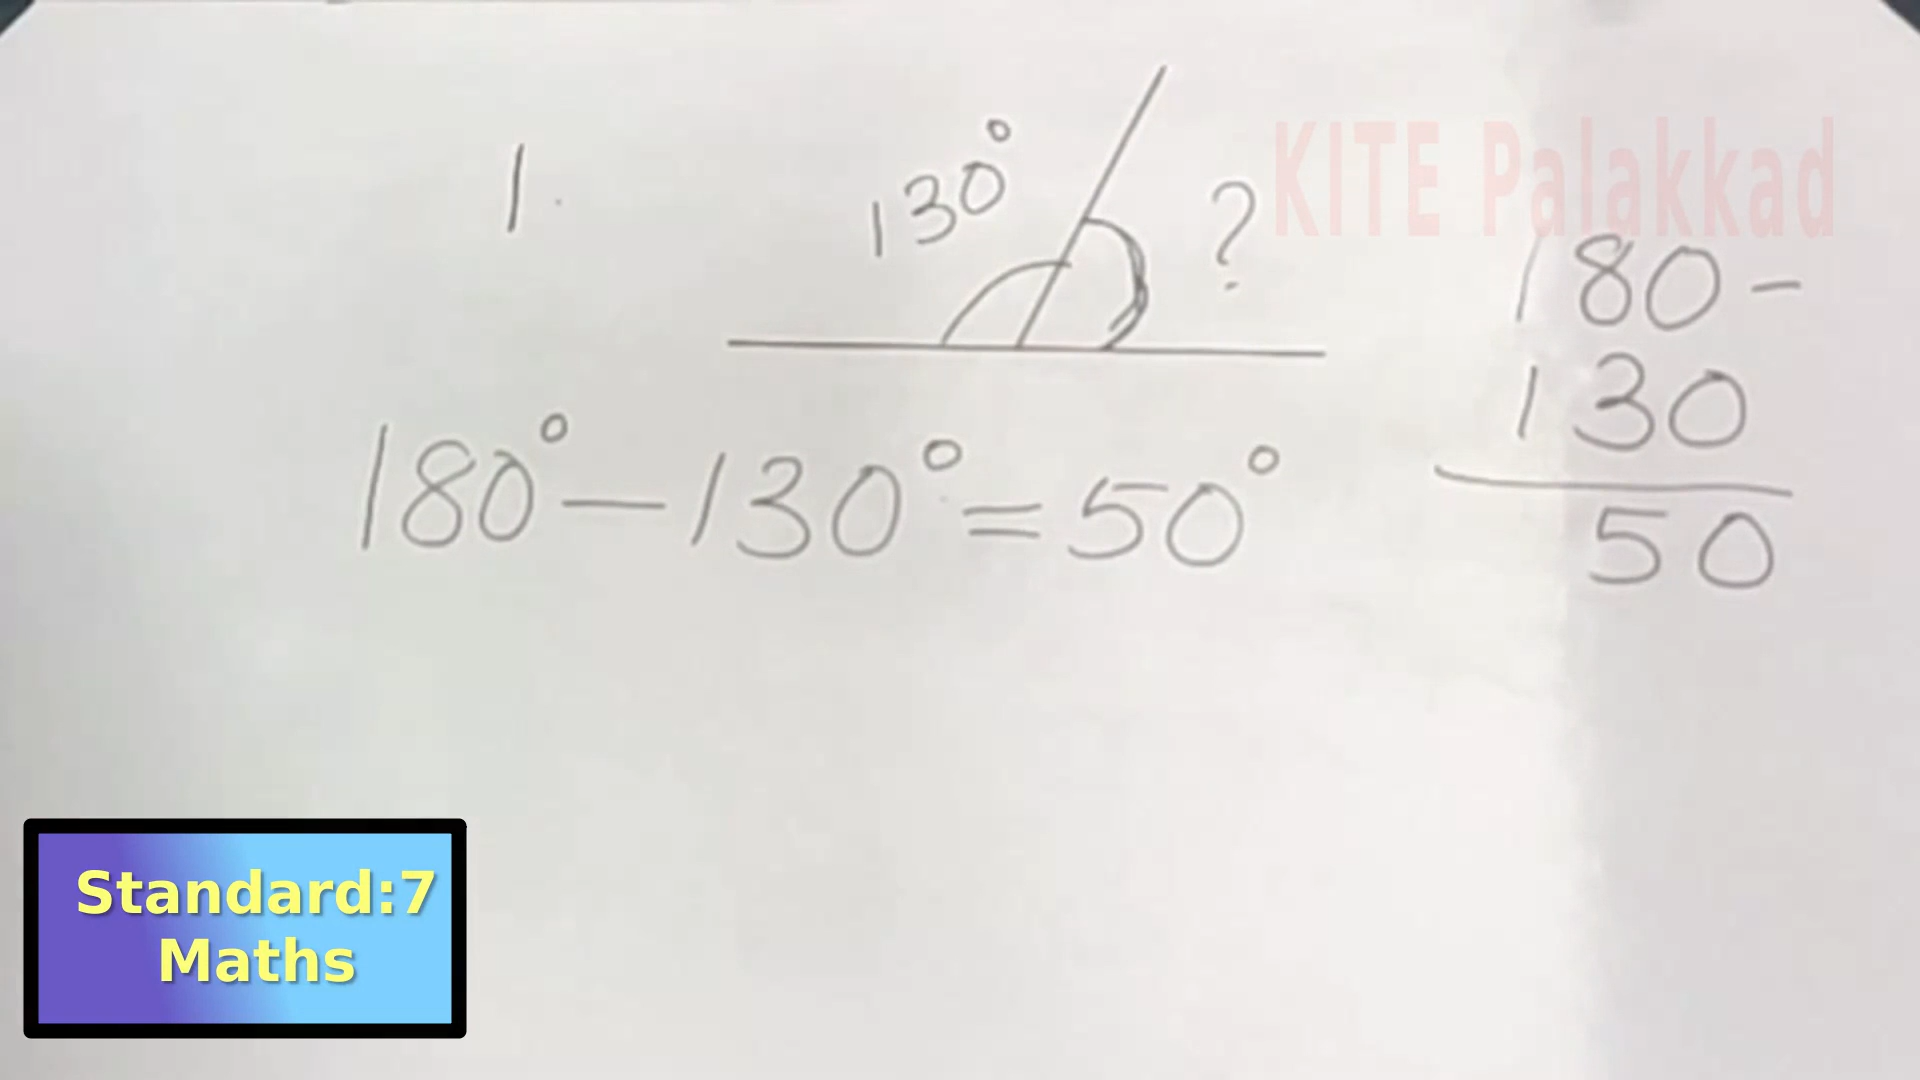 1.
130°
?
KITE Palakkad
180 -
130
50
180° - 130° = 50°
Standard:7
Maths